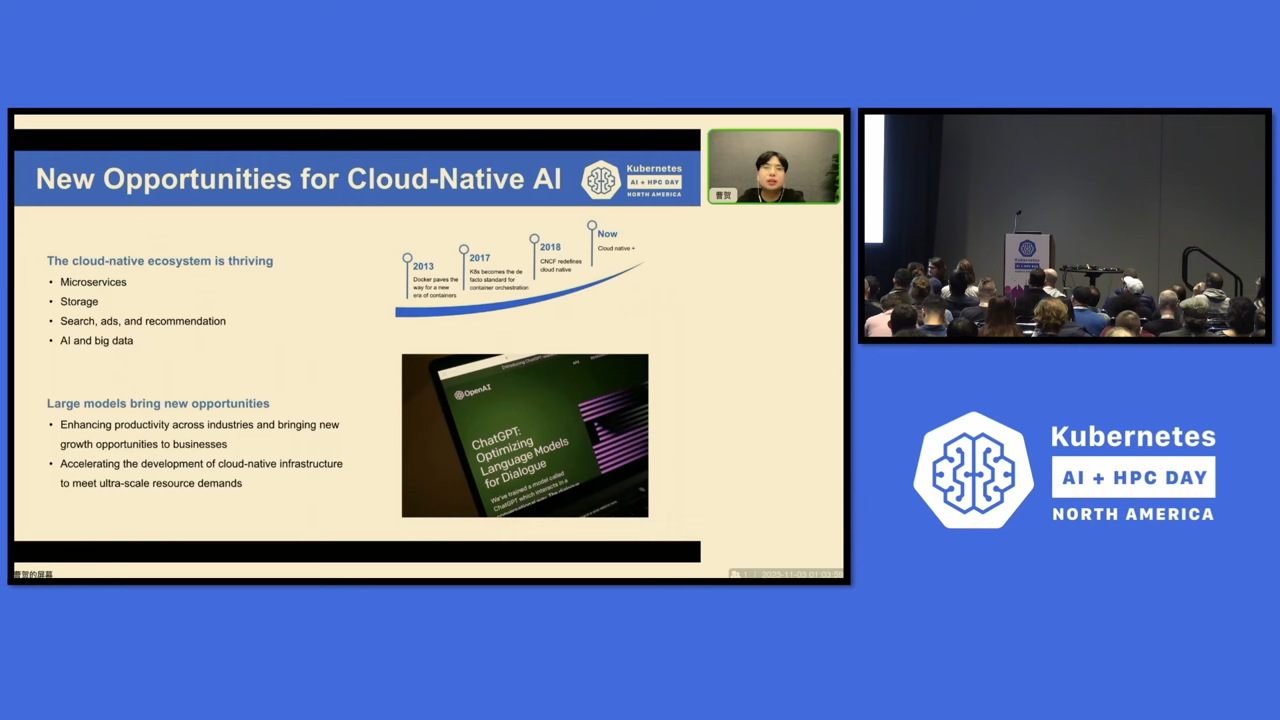 New Opportunities for Cloud-Native AI
Kubernetes
AI + HPC DAY
NORTH AMERICA
The cloud-native ecosystem is thriving
• Microservices
• Storage
• Search, ads, and recommendation
• AI and big data
2013
Docker paves the
way for a new
era of containers
2017
K8s becomes the de
facto standard for
container orchestration
2018
CNCF redefines
cloud native
Now
Cloud native +
Large models bring new opportunities
• Enhancing productivity across industries and bringing new
growth opportunities to businesses
• Accelerating the development of cloud-native infrastructure
to meet ultra-scale resource demands
OpenAI
ChatGPT:
Optimizing
Language Models
for Dialogue
We've trained a model called
ChatGPT which interacts in a
曹贺
曹贺的屏幕
Kubernetes
AI + HPC DAY
NORTH AMERICA